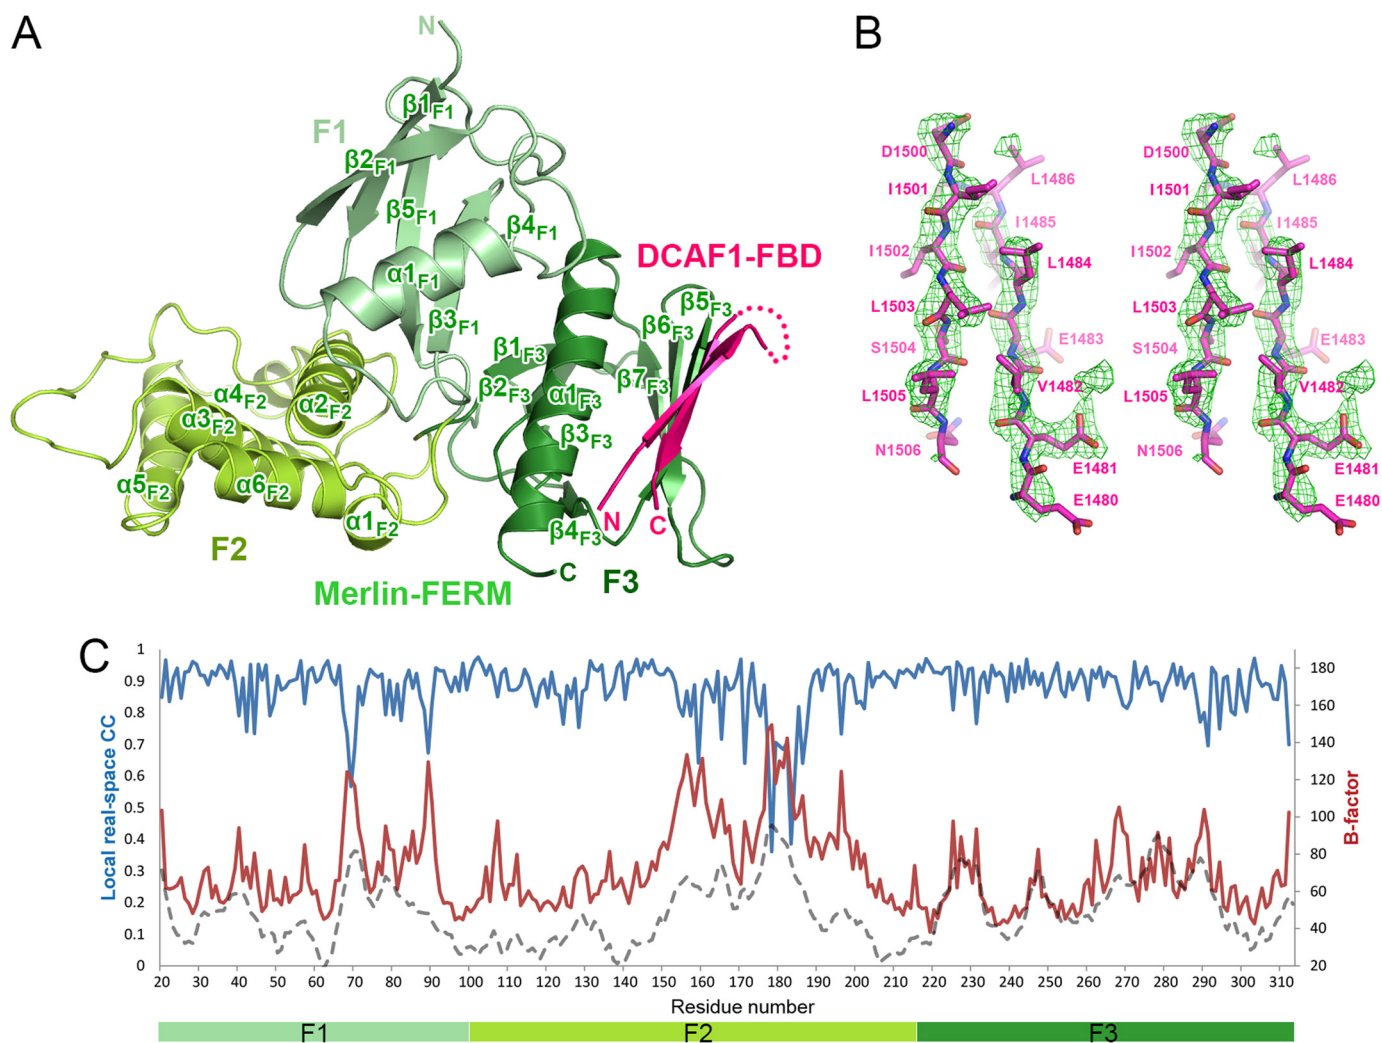 A
N
F1
β1F1
β2F1
β5F1
β4F1
α1F1
β3F1
DCAF1-FBD
β5F3
β6F3
β1F3
β7F3
β2F3
α1F3
β3F3
α4F2
α2F2
α3F2
α5F2
α6F2
α1F2
β4F3
N
C
C
F2
F3
Merlin-FERM
B
D1500
L1486
I1501
I1485
I1502
L1484
L1503
S1504
E1483
V1482
L1505
N1506
E1481
E1480
D1500
L1486
I1501
I1485
I1502
L1484
L1503
S1504
E1483
V1482
L1505
N1506
E1481
E1480
C
Local real-space CC
1
0.9
0.8
0.7
0.6
0.5
0.4
0.3
0.2
0.1
0
180
160
140
120
100
80
60
40
20
B-factor
20 30 40 50 60 70 80 90 100 110 120 130 140 150 160 170 180 190 200 210 220 230 240 250 260 270 280 290 300 310
Residue number
F1 F2 F3